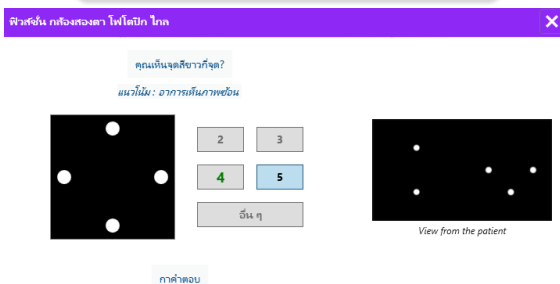 ฟิวส์ชั่น กล้องสองตา โฟโตปิก ไกล
คุณเห็นจุดสีขาวกี่จุด?
แนวโน้ม : อาการเห็นภาพซ้อน
2 3
4 5
อื่น ๆ
View from the patient
กาคำตอบ